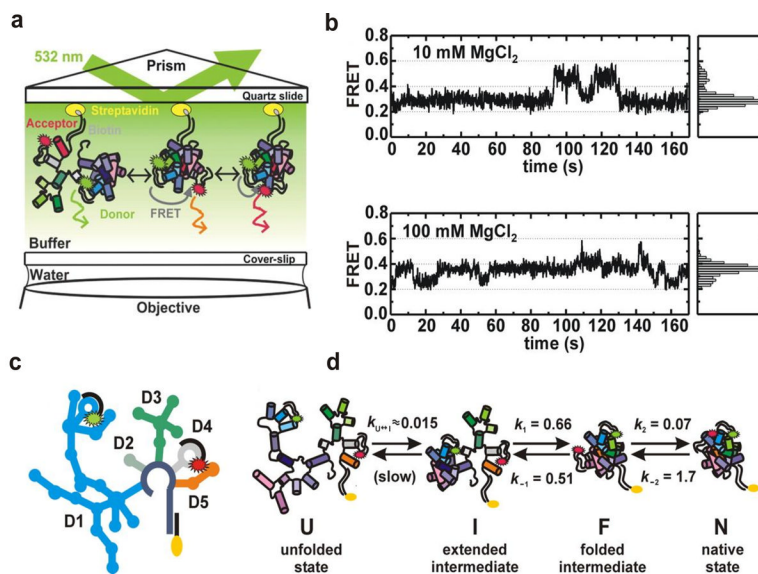 a
532 nm
Prism
Quartz slide
Streptavidin
Acceptor
Biotin
Donor
FRET
Buffer
Cover-slip
Water
Objective
b
10 mM MgCl2
FRET
0.8
0.6
0.4
0.2
0.0
0 20 40 60 80 100 120 140 160
time (s)
100 mM MgCl2
FRET
0.8
0.6
0.4
0.2
0.0
0 20 40 60 80 100 120 140 160
time (s)
c
D3
D4
D2
D5
D1
d
kU↔I≈0.015
(slow)
k1 = 0.66
k−1 = 0.51
k2 = 0.07
k−2 = 1.7
U I F N
unfolded extended folded native
state intermediate intermediate state